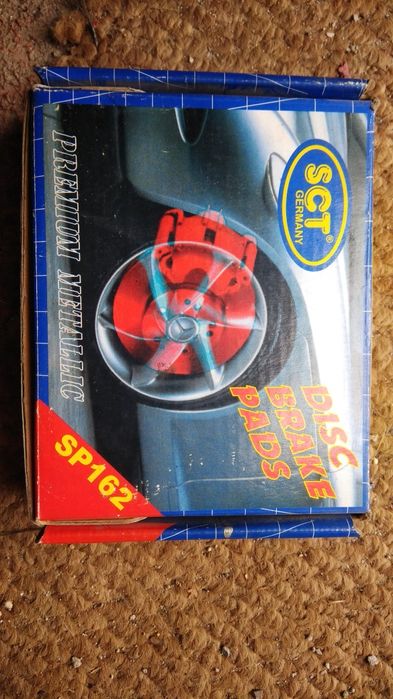 SCT®
GERMANY
DISC
BRAKE
PADS
PREMIUM METALLIC
SP162